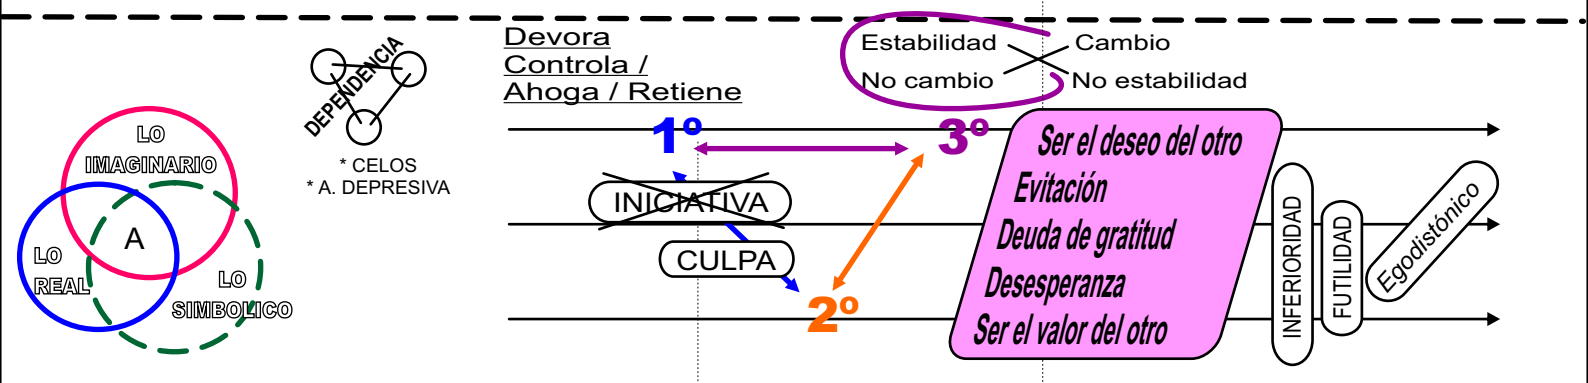 LO
IMAGINARIO
A
LO
REAL
LO
SIMBOLICO
DEPENDENCIA
* CELOS
* A. DEPRESIVA
Devora
Controla /
Ahoga / Retiene
Estabilidad
Cambio
No cambio
No estabilidad
1º
3º
INICIATIVA
CULPA
2º
Ser el deseo del otro
Evitación
Deuda de gratitud
Desesperanza
Ser el valor del otro
INFERIORIDAD
FUTILIDAD
Egodistónico